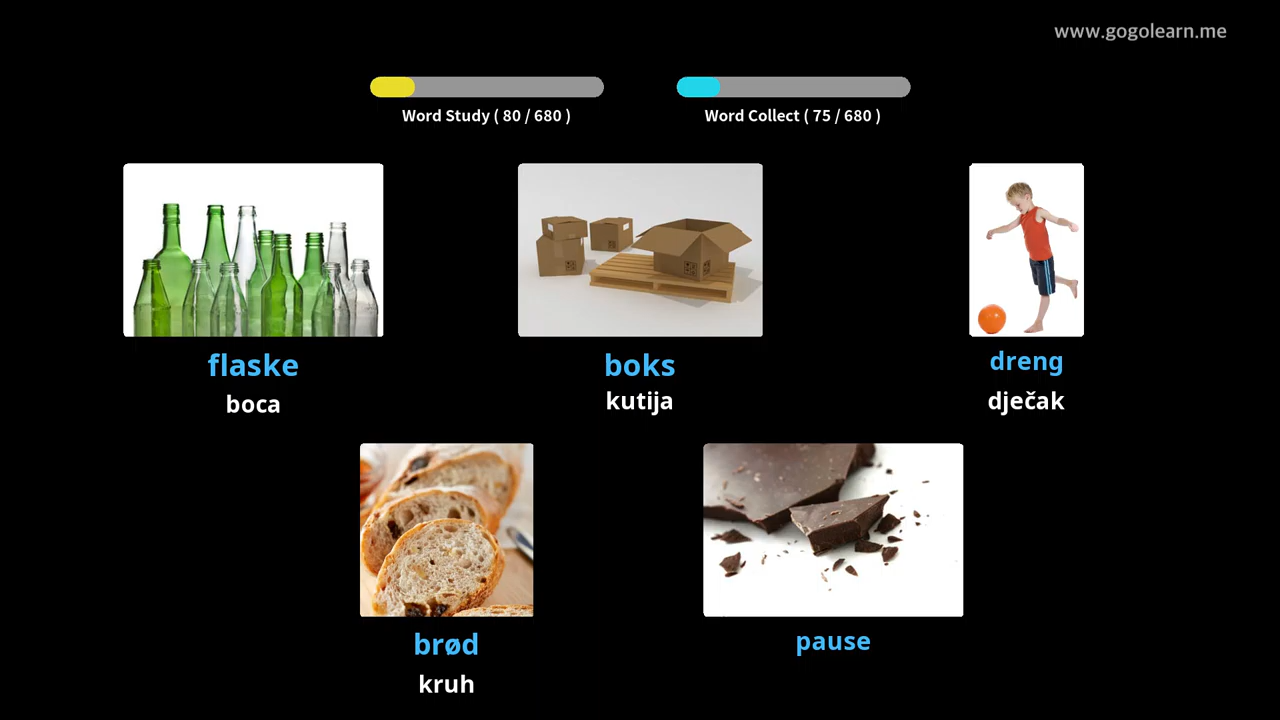 www.gogolearn.me
Word Study ( 80 / 680 )
Word Collect ( 75 / 680 )
flaske
boca
boks
kutija
dreng
dječak
brød
kruh
pause